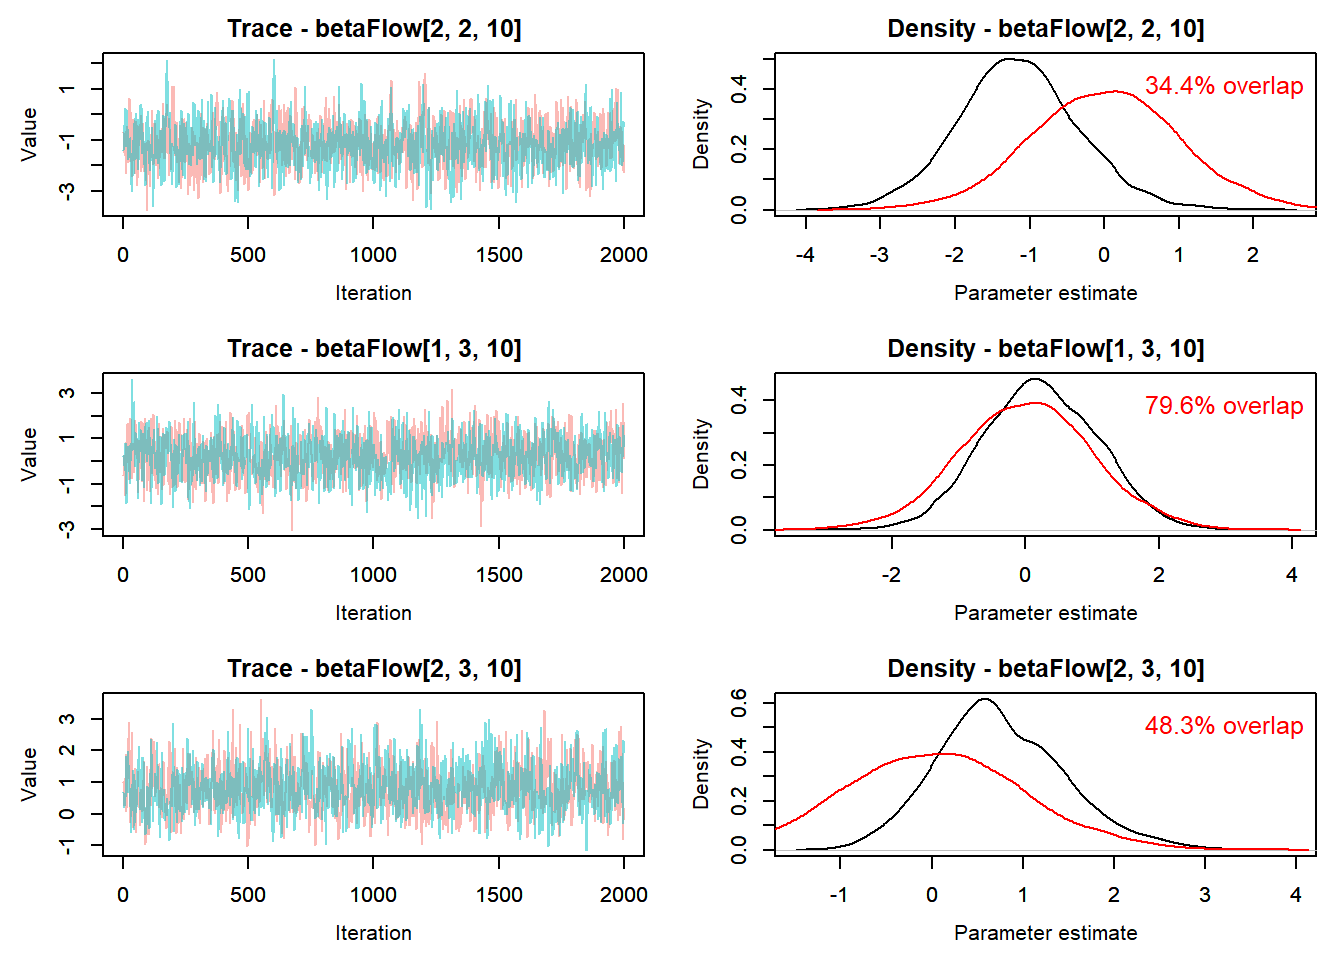 Trace - betaFlow[2, 2, 10]
Value
1
-1
-3
0 500 1000 1500 2000
Iteration
Density - betaFlow[2, 2, 10]
34.4% overlap
Density
0.4
0.2
0.0
-4 -3 -2 -1 0 1 2
Parameter estimate
Trace - betaFlow[1, 3, 10]
Value
3
1
-1
-3
0 500 1000 1500 2000
Iteration
Density - betaFlow[1, 3, 10]
79.6% overlap
Density
0.4
0.2
0.0
-2 0 2 4
Parameter estimate
Trace - betaFlow[2, 3, 10]
Value
3
2
1
0
-1
0 500 1000 1500 2000
Iteration
Density - betaFlow[2, 3, 10]
48.3% overlap
Density
0.6
0.4
0.2
0.0
-1 0 1 2 3 4
Parameter estimate